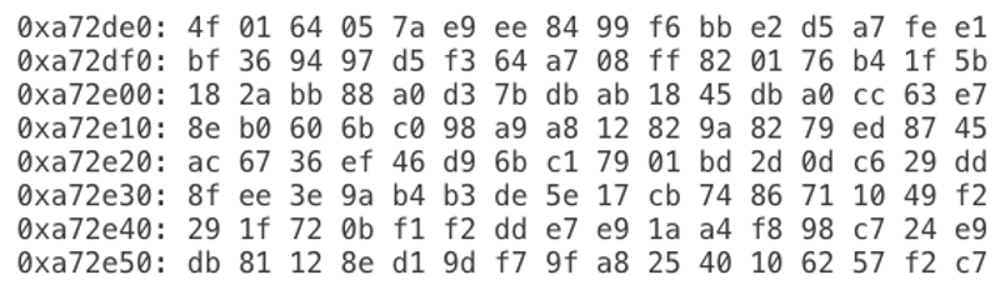 0xa72de0: 4f 01 64 05 7a e9 ee 84 99 f6 bb e2 d5 a7 fe e1
0xa72df0: bf 36 94 97 d5 f3 64 a7 08 ff 82 01 76 b4 1f 5b
0xa72e00: 18 2a bb 88 a0 d3 7b db ab 18 45 db a0 cc 63 e7
0xa72e10: 8e b0 60 6b c0 98 a9 a8 12 82 9a 82 79 ed 87 45
0xa72e20: ac 67 36 ef 46 d9 6b c1 79 01 bd 2d 0d c6 29 dd
0xa72e30: 8f ee 3e 9a b4 b3 de 5e 17 cb 74 86 71 10 49 f2
0xa72e40: 29 1f 72 0b f1 f2 dd e7 e9 1a a4 f8 98 c7 24 e9
0xa72e50: db 81 12 8e d1 9d f7 9f a8 25 40 10 62 57 f2 c7